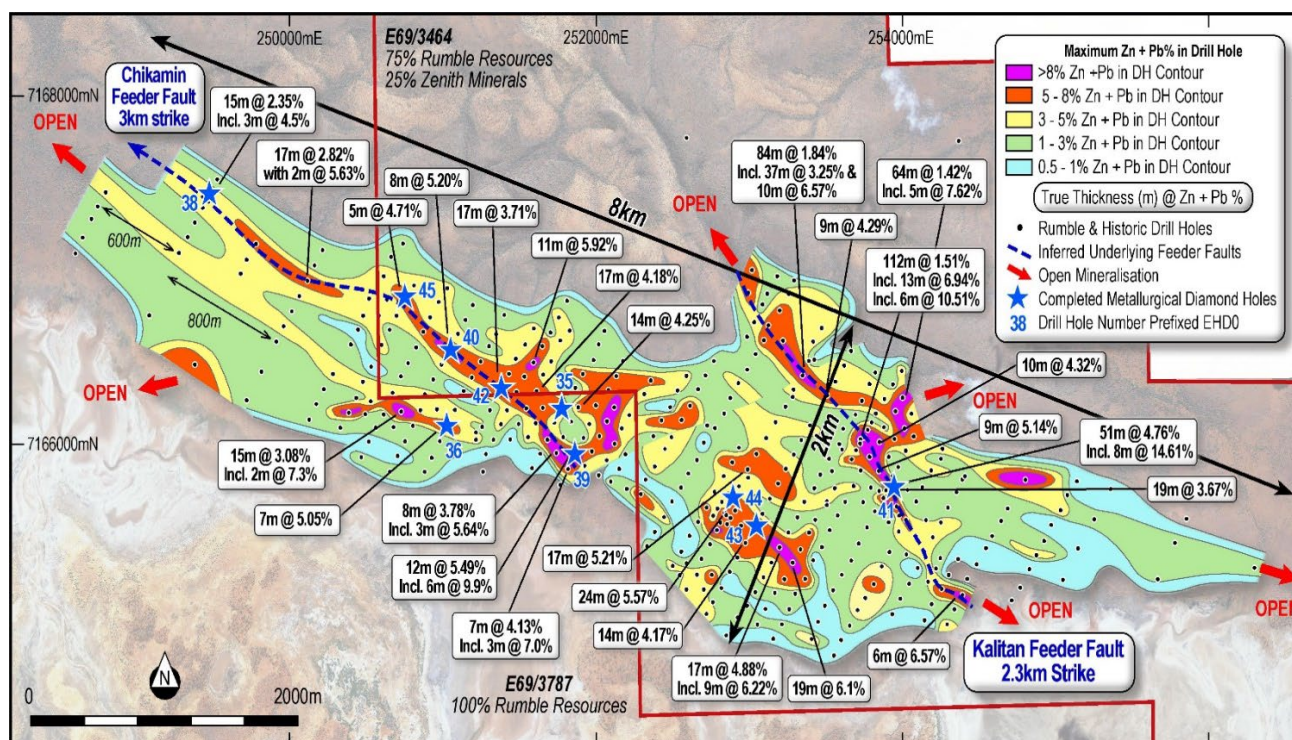 250000mE
252000mE
254000mE
7168000mN
7166000mN
E69/3464
75% Rumble Resources
25% Zenith Minerals
Chikamin
Feeder Fault
3km strike
OPEN
15m @ 2.35%
Incl. 3m @ 4.5%
17m @ 2.82%
with 2m @ 5.63%
8m @ 5.20%
5m @ 4.71%
17m @ 3.71%
11m @ 5.92%
17m @ 4.18%
14m @ 4.25%
8km
OPEN
84m @ 1.84%
Incl. 37m @ 3.25% &
10m @ 6.57%
64m @ 1.42%
Incl. 5m @ 7.62%
9m @ 4.29%
112m @ 1.51%
Incl. 13m @ 6.94%
Incl. 6m @ 10.51%
10m @ 4.32%
9m @ 5.14%
51m @ 4.76%
Incl. 8m @ 14.61%
19m @ 3.67%
OPEN
2km
38
600m
800m
45
40
42
35
36
39
44
43
41
OPEN
15m @ 3.08%
Incl. 2m @ 7.3%
7m @ 5.05%
8m @ 3.78%
Incl. 3m @ 5.64%
12m @ 5.49%
Incl. 6m @ 9.9%
7m @ 4.13%
Incl. 3m @ 7.0%
17m @ 5.21%
24m @ 5.57%
14m @ 4.17%
17m @ 4.88%
Incl. 9m @ 6.22%
19m @ 6.1%
6m @ 6.57%
OPEN
OPEN
Kalitan Feeder Fault
2.3km Strike
E69/3787
100% Rumble Resources
N
0
2000m
Maximum Zn + Pb% in Drill Hole
>8% Zn +Pb in DH Contour
5 - 8% Zn + Pb in DH Contour
3 - 5% Zn + Pb in DH Contour
1 - 3% Zn + Pb in DH Contour
0.5 - 1% Zn + Pb in DH Contour
True Thickness (m) @ Zn + Pb %
Rumble & Historic Drill Holes
Inferred Underlying Feeder Faults
Open Mineralisation
Completed Metallurgical Diamond Holes
38 Drill Hole Number Prefixed EHD0